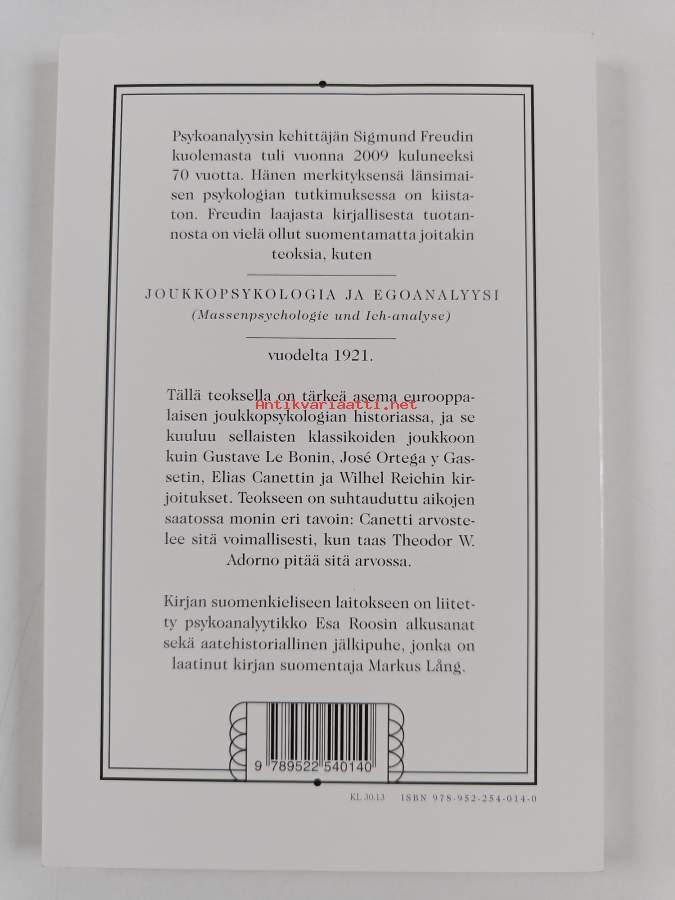 Psykoanalyysin kehittäjän Sigmund Freudin
kuolemasta tuli vuonna 2009 kuluneeksi
70 vuotta. Hänen merkityksensä länsimai-
sen psykologian tutkimuksessa on kiista-
ton. Freudin laajasta kirjallisesta tuotan-
nosta on vielä ollut suomentamatta joitakin
teoksia, kuten
JOUKKOPSYKOLOGIA JA EGOANALYYSI
(Massenpsychologie und Ich-analyse)
vuodelta 1921.
Tällä teoksella on tärkeä asema eurooppa-
Antikvariaatti.net
laisen joukkopsykologian historiassa, ja se
kuuluu sellaisten klassikoiden joukkoon
kuin Gustave Le Bonin, José Ortega y Gas-
setin, Elias Canettin ja Wilhel Reichin kir-
joitukset. Teokseen on suhtauduttu aikojen
saatossa monin eri tavoin: Canetti arvoste-
lee sitä voimallisesti, kun taas Theodor W.
Adorno pitää sitä arvossa.
Kirjan suomenkieliseen laitokseen on liitet-
ty psykoanalyytikko Esa Roosin alkusanat
sekä aatehistoriallinen jälkipuhe, jonka on
laatinut kirjan suomentaja Markus Lång.
9 789522 540140
KL 30.13 ISBN 978-952-254-014-0